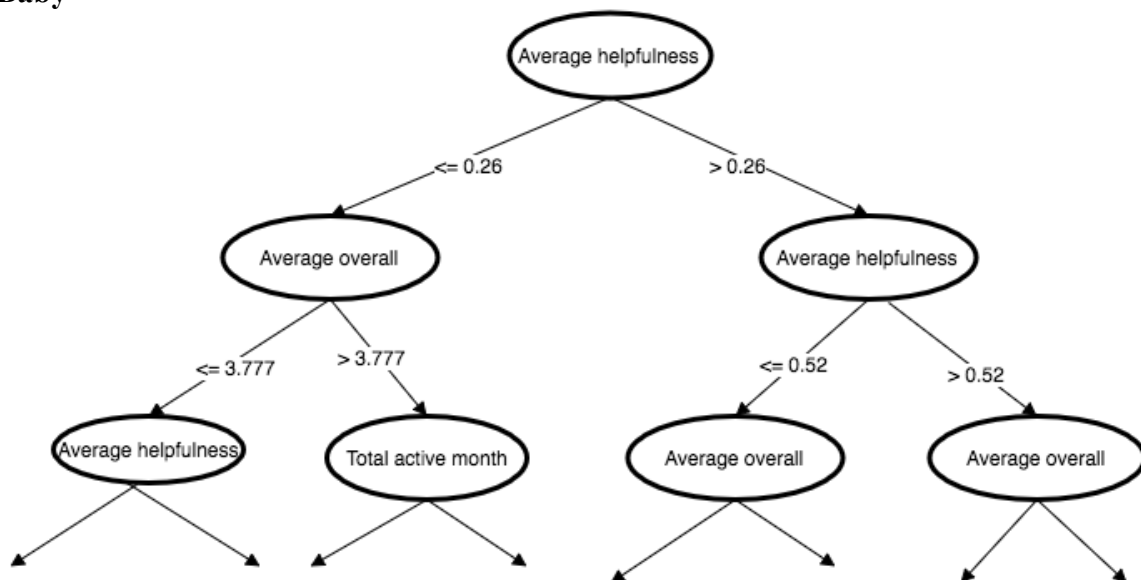 Baby
Average helpfulness
<= 0.26
> 0.26
Average overall
Average helpfulness
<= 3.777
> 3.777
<= 0.52
> 0.52
Average helpfulness
Total active month
Average overall
Average overall